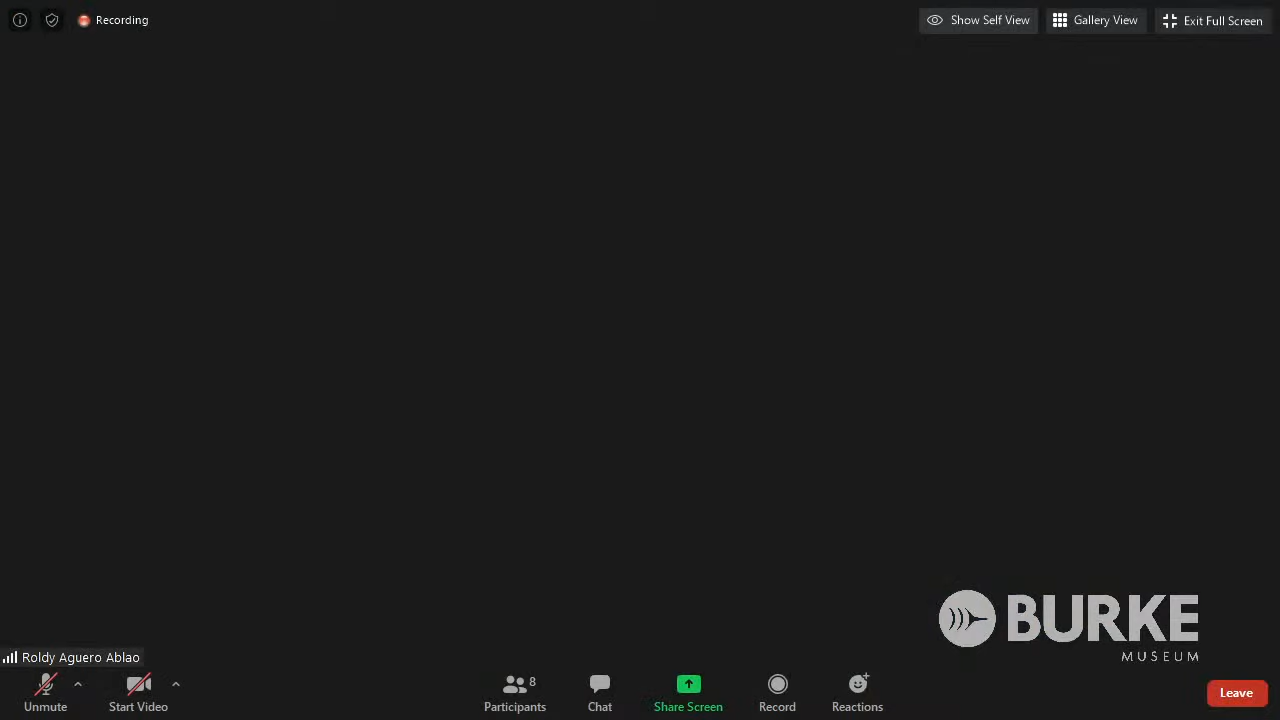 Recording
Show Self View
Gallery View
Exit Full Screen
BURKE
MUSEUM
Roldy Aguero Ablao
8
Unmute
Start Video
Participants
Chat
Share Screen
Record
Reactions
Leave